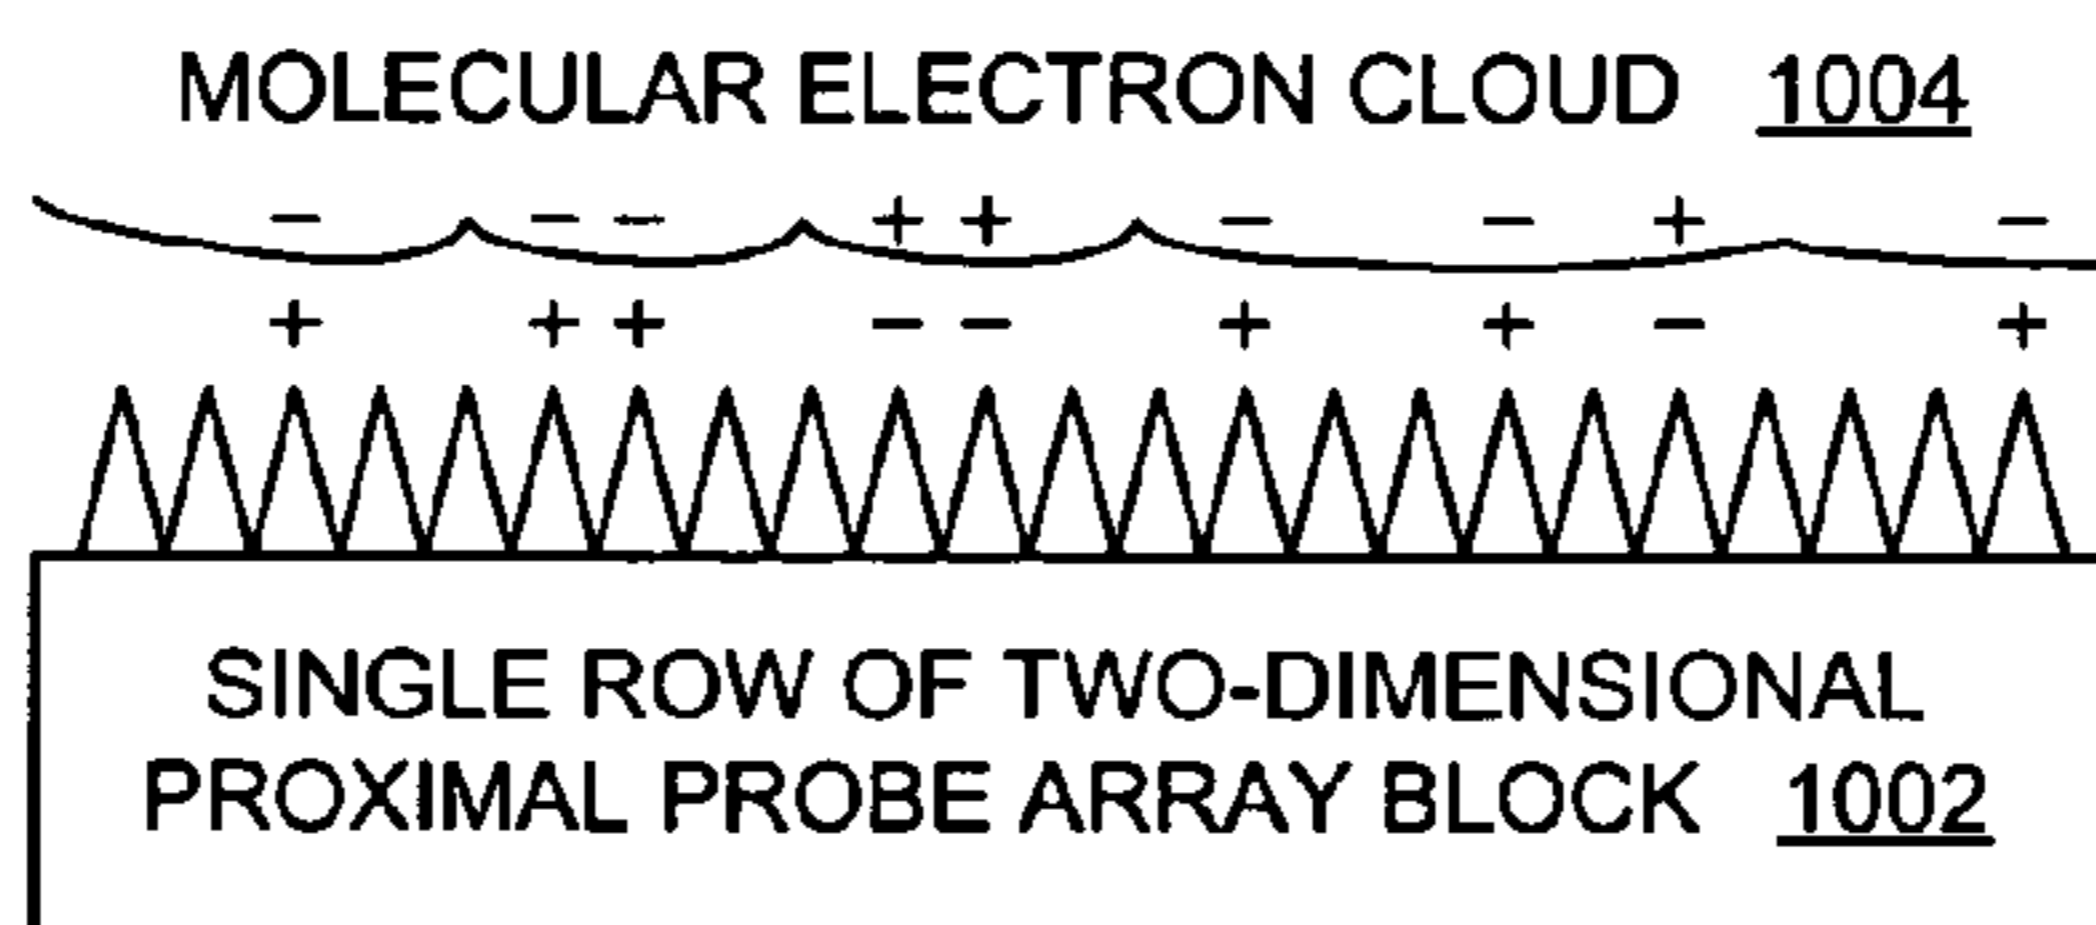 MOLECULAR ELECTRON CLOUD 1004
− − − + + − − + −
+ + + − − + + − +
SINGLE ROW OF TWO-DIMENSIONAL
PROXIMAL PROBE ARRAY BLOCK 1002